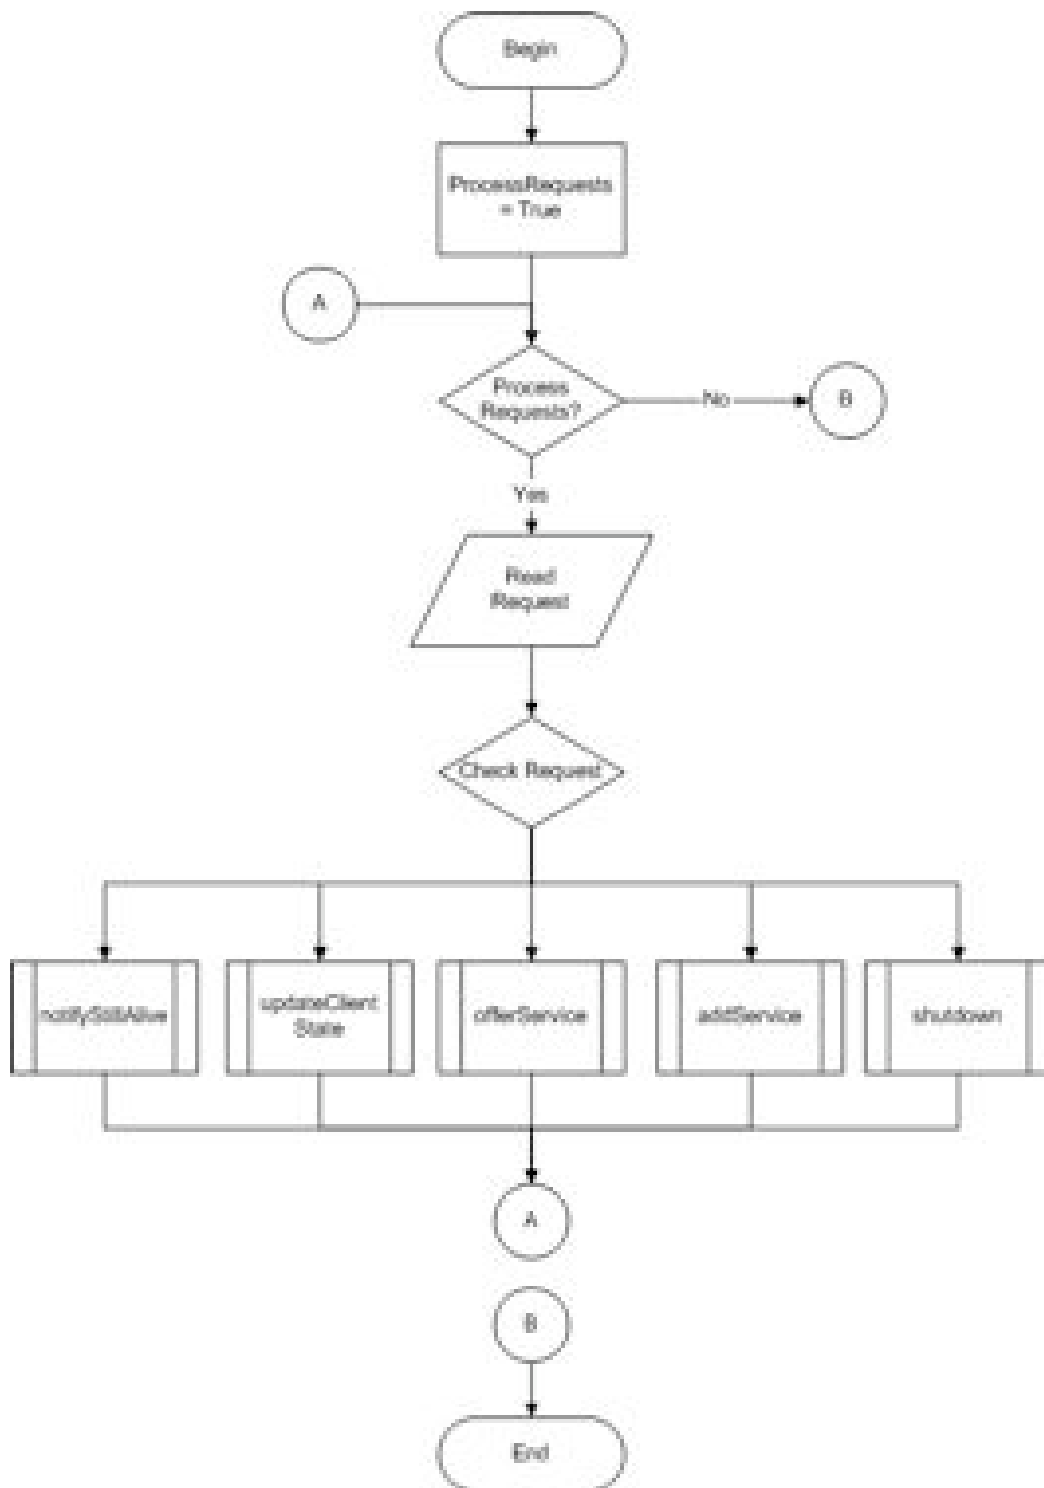 Begin
ProcessRequests
= True
A
Process
Requests?
No
B
Yes
Read
Request
Check Request
notifyStillAlive
updateClient
State
offerService
addService
shutdown
A
B
End